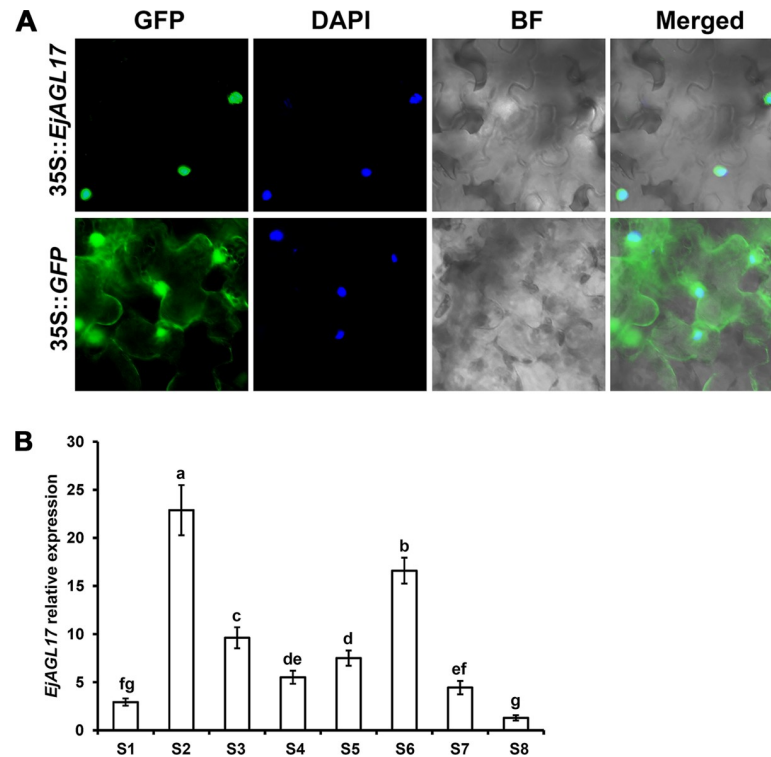 A
GFP DAPI BF Merged
35S::EjAGL17
35S::GFP
B
EjAGL17 relative expression
30
25
20
15
10
5
0
fg a c de d b ef g
S1 S2 S3 S4 S5 S6 S7 S8